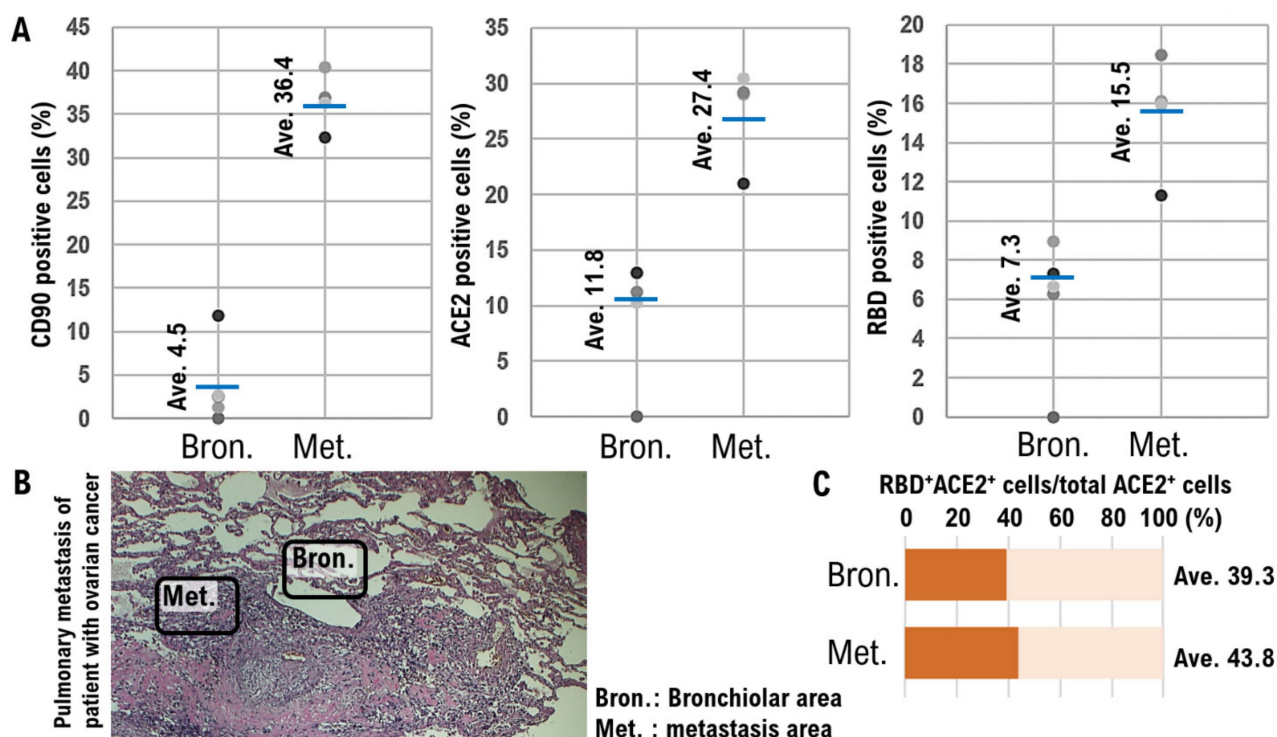 A
CD90 positive cells (%)
45
40
35
30
25
20
15
10
5
0
Ave. 4.5
Ave. 36.4
Bron. Met.
ACE2 positive cells (%)
35
30
25
20
15
10
5
0
Ave. 11.8
Ave. 27.4
Bron. Met.
RBD positive cells (%)
20
18
16
14
12
10
8
6
4
2
0
Ave. 7.3
Ave. 15.5
Bron. Met.
B
Pulmonary metastasis of
patient with ovarian cancer
Bron.
Met.
Bron.: Bronchiolar area
Met. : metastasis area
C
RBD⁺ACE2⁺ cells/total ACE2⁺ cells
0 20 40 60 80 100 (%)
Bron. Ave. 39.3
Met. Ave. 43.8